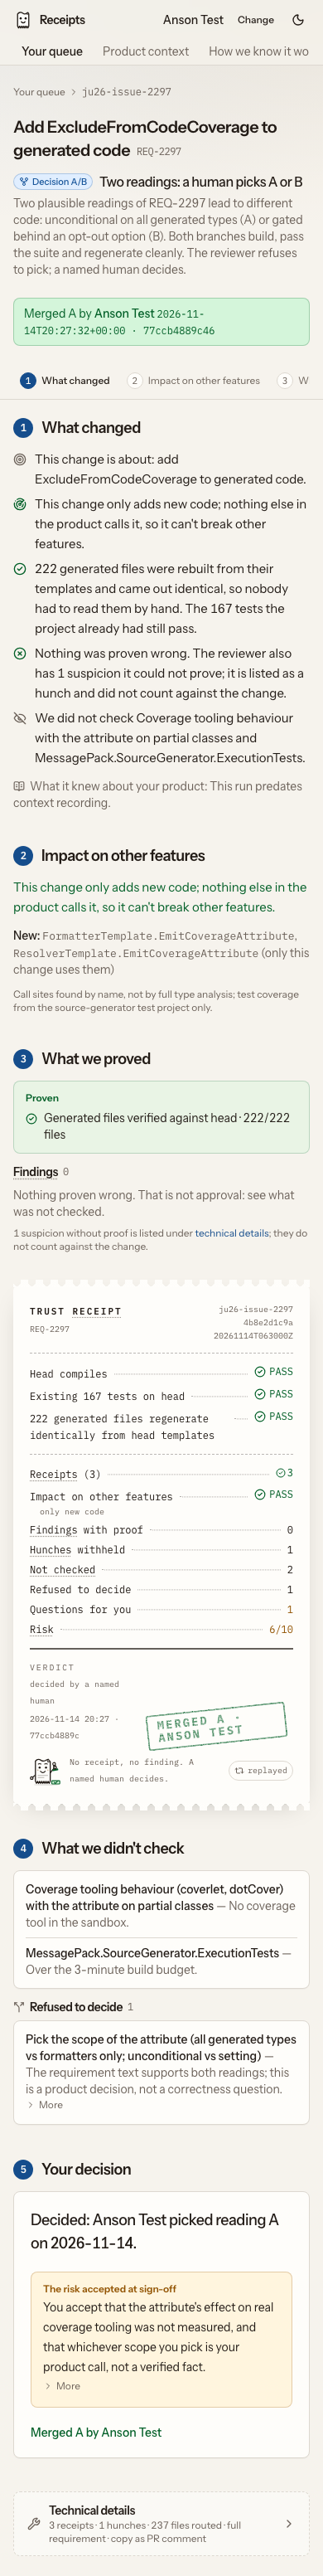 Receipts
Anson Test
Change
Your queue
Product context
How we know it wo
Your queue > ju26-issue-2297
Add ExcludeFromCodeCoverage to
generated code REQ-2297
Decision A/B
Two readings: a human picks A or B
Two plausible readings of REQ-2297 lead to different
code: unconditional on all generated types (A) or gated
behind an opt-out option (B). Both branches build, pass
the suite and regenerate cleanly. The reviewer refuses
to pick; a named human decides.
Merged A by Anson Test 2026-11-
14T20:27:32+00:00 · 77ccb4889c46
1 What changed
2 Impact on other features
3 W
1 What changed
This change is about: add
ExcludeFromCodeCoverage to generated code.
This change only adds new code; nothing else in
the product calls it, so it can't break other
features.
222 generated files were rebuilt from their
templates and came out identical, so nobody
had to read them by hand. The 167 tests the
project already had still pass.
Nothing was proven wrong. The reviewer also
has 1 suspicion it could not prove; it is listed as a
hunch and did not count against the change.
We did not check Coverage tooling behaviour
with the attribute on partial classes and
MessagePack.SourceGenerator.ExecutionTests.
What it knew about your product: This run predates
context recording.
2 Impact on other features
This change only adds new code; nothing else in the
product calls it, so it can't break other features.
New: FormatterTemplate.EmitCoverageAttribute,
ResolverTemplate.EmitCoverageAttribute (only this
change uses them)
Call sites found by name, not by full type analysis; test coverage
from the source-generator test project only.
3 What we proved
Proven
Generated files verified against head · 222/222
files
Findings 0
Nothing proven wrong. That is not approval: see what
was not checked.
1 suspicion without proof is listed under technical details; they do
not count against the change.
TRUST RECEIPT
REQ-2297
ju26-issue-2297
4b8e2d1c9a
20261114T063000Z
Head compiles PASS
Existing 167 tests on head PASS
222 generated files regenerate PASS
identically from head templates
Receipts (3) 3
Impact on other features PASS
only new code
Findings with proof 0
Hunches withheld 1
Not checked 2
Refused to decide 1
Questions for you 1
Risk 6/10
VERDICT
decided by a named
human
2026-11-14 20:27 ·
77ccb4889c
MERGED A ·
ANSON TEST
No receipt, no finding. A
named human decides.
replayed
4 What we didn't check
Coverage tooling behaviour (coverlet, dotCover)
with the attribute on partial classes — No coverage
tool in the sandbox.
MessagePack.SourceGenerator.ExecutionTests —
Over the 3-minute build budget.
Refused to decide 1
Pick the scope of the attribute (all generated types
vs formatters only; unconditional vs setting) —
The requirement text supports both readings; this
is a product decision, not a correctness question.
> More
5 Your decision
Decided: Anson Test picked reading A
on 2026-11-14.
The risk accepted at sign-off
You accept that the attribute's effect on real
coverage tooling was not measured, and
that whichever scope you pick is your
product call, not a verified fact.
> More
Merged A by Anson Test
Technical details
3 receipts · 1 hunches · 237 files routed · full
requirement · copy as PR comment